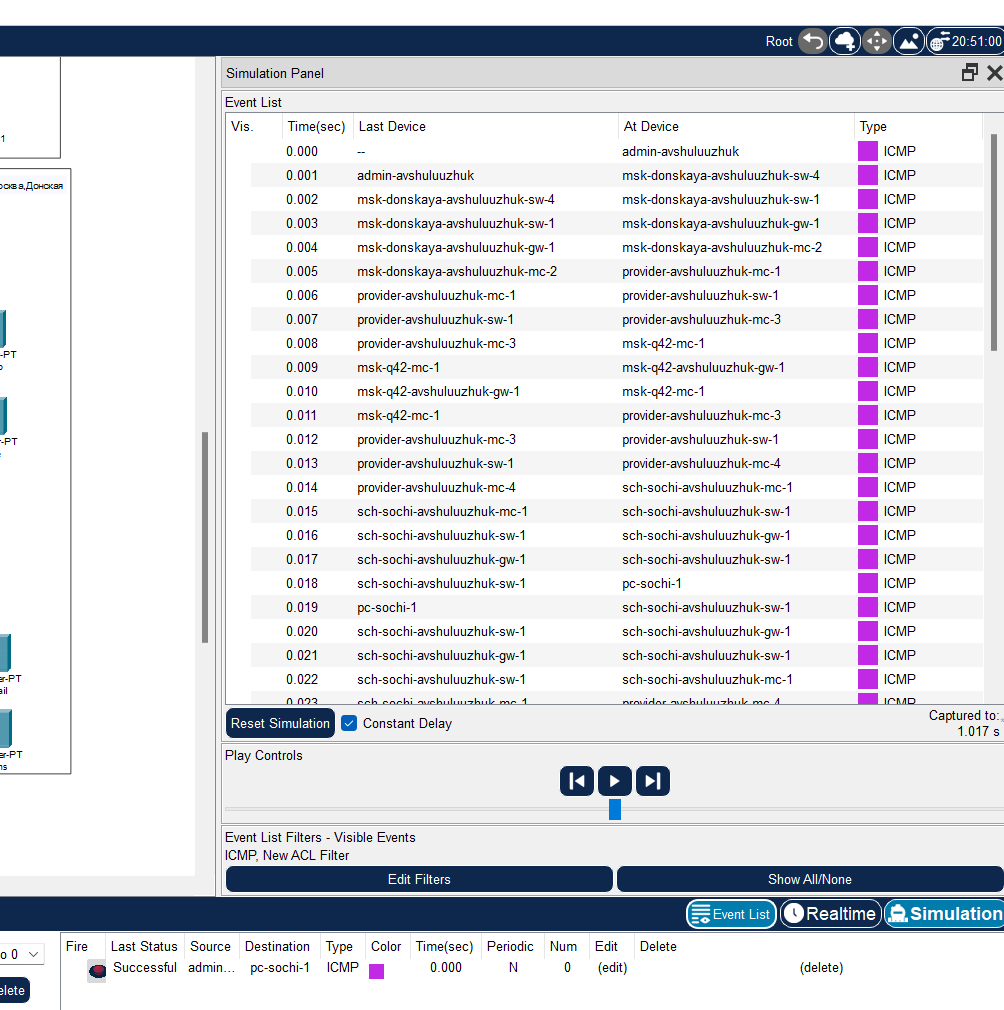 Root 20:51:00
Simulation Panel
Event List
Vis. Time(sec) Last Device At Device Type
0.000 -- admin-avshuluuzhuk ICMP
0.001 admin-avshuluuzhuk msk-donskaya-avshuluuzhuk-sw-4 ICMP
0.002 msk-donskaya-avshuluuzhuk-sw-4 msk-donskaya-avshuluuzhuk-sw-1 ICMP
0.003 msk-donskaya-avshuluuzhuk-sw-1 msk-donskaya-avshuluuzhuk-gw-1 ICMP
0.004 msk-donskaya-avshuluuzhuk-gw-1 msk-donskaya-avshuluuzhuk-mc-2 ICMP
0.005 msk-donskaya-avshuluuzhuk-mc-2 provider-avshuluuzhuk-mc-1 ICMP
0.006 provider-avshuluuzhuk-mc-1 provider-avshuluuzhuk-sw-1 ICMP
0.007 provider-avshuluuzhuk-sw-1 provider-avshuluuzhuk-mc-3 ICMP
0.008 provider-avshuluuzhuk-mc-3 msk-q42-mc-1 ICMP
0.009 msk-q42-mc-1 msk-q42-avshuluuzhuk-gw-1 ICMP
0.010 msk-q42-avshuluuzhuk-gw-1 msk-q42-mc-1 ICMP
0.011 msk-q42-mc-1 provider-avshuluuzhuk-mc-3 ICMP
0.012 provider-avshuluuzhuk-mc-3 provider-avshuluuzhuk-sw-1 ICMP
0.013 provider-avshuluuzhuk-sw-1 provider-avshuluuzhuk-mc-4 ICMP
0.014 provider-avshuluuzhuk-mc-4 sch-sochi-avshuluuzhuk-mc-1 ICMP
0.015 sch-sochi-avshuluuzhuk-mc-1 sch-sochi-avshuluuzhuk-sw-1 ICMP
0.016 sch-sochi-avshuluuzhuk-sw-1 sch-sochi-avshuluuzhuk-gw-1 ICMP
0.017 sch-sochi-avshuluuzhuk-gw-1 sch-sochi-avshuluuzhuk-sw-1 ICMP
0.018 sch-sochi-avshuluuzhuk-sw-1 pc-sochi-1 ICMP
0.019 pc-sochi-1 sch-sochi-avshuluuzhuk-sw-1 ICMP
0.020 sch-sochi-avshuluuzhuk-sw-1 sch-sochi-avshuluuzhuk-gw-1 ICMP
0.021 sch-sochi-avshuluuzhuk-gw-1 sch-sochi-avshuluuzhuk-sw-1 ICMP
0.022 sch-sochi-avshuluuzhuk-sw-1 sch-sochi-avshuluuzhuk-mc-1 ICMP
0.023 sch-sochi-avshuluuzhuk-mc-1 provider-avshuluuzhuk-mc-4 ICMP
Reset Simulation Constant Delay
Captured to:
1.017 s
Play Controls
Event List Filters - Visible Events
ICMP, New ACL Filter
Edit Filters Show All/None
Event List Realtime Simulation
Fire Last Status Source Destination Type Color Time(sec) Periodic Num Edit Delete
Successful admin... pc-sochi-1 ICMP 0.000 N 0 (edit) (delete)